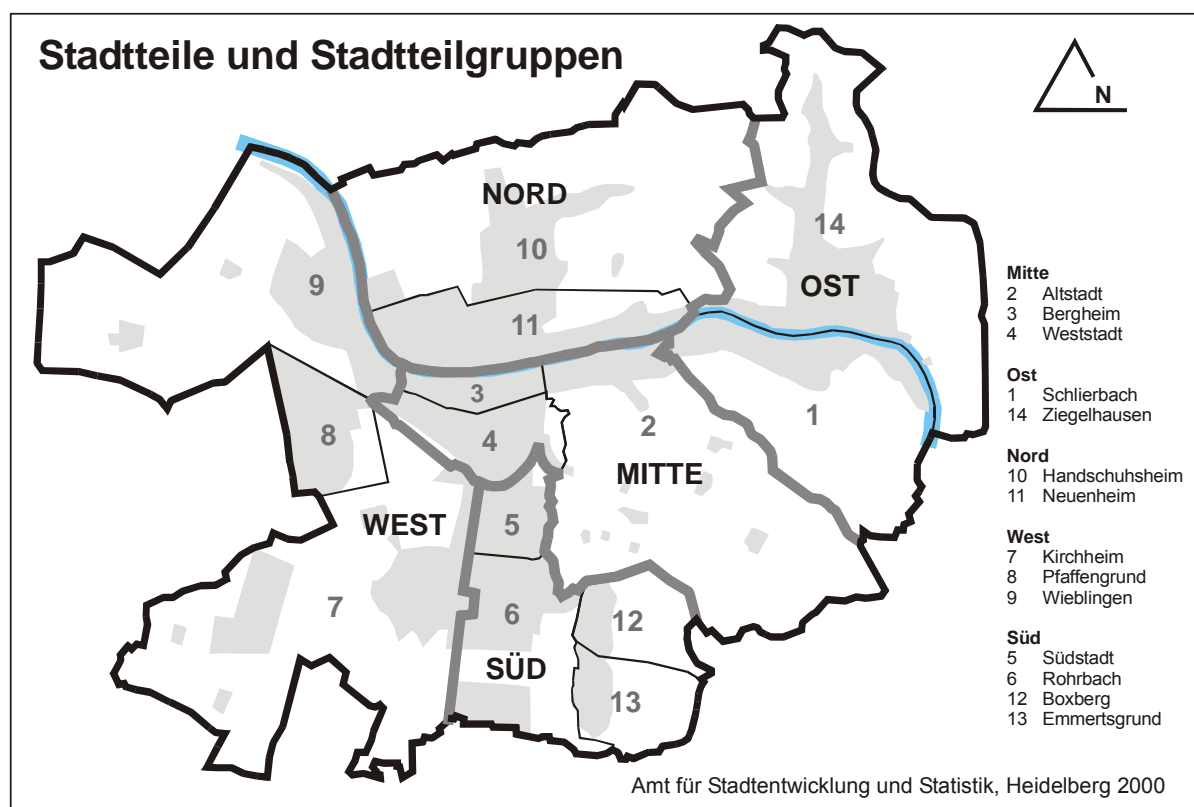 Stadtteile und Stadtteilgruppen
N
NORD
14
10
9
OST
11
3
8
4
2
1
MITTE
WEST
5
7
6
12
SÜD
13
Mitte
2 Altstadt
3 Bergheim
4 Weststadt
Ost
1 Schlierbach
14 Ziegelhausen
Nord
10 Handschuhsheim
11 Neuenheim
West
7 Kirchheim
8 Pfaffengrund
9 Wieblingen
Süd
5 Südstadt
6 Rohrbach
12 Boxberg
13 Emmertsgrund
Amt für Stadtentwicklung und Statistik, Heidelberg 2000